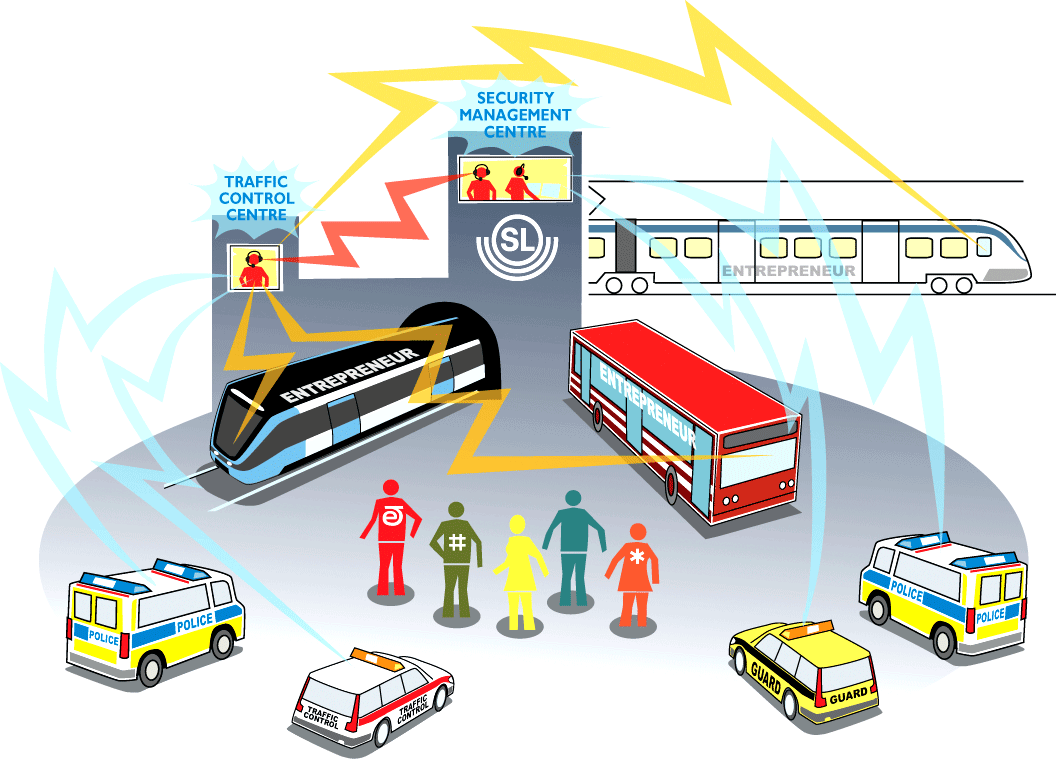 SECURITY
MANAGEMENT
CENTRE
TRAFFIC
CONTROL
CENTRE
SL
ENTREPRENEUR
ENTREPRENEUR
ENTREPRENEUR
#
*
POLICE
POLICE
POLICE
POLICE
TRAFFIC
CONTROL
TRAFFIC
CONTROL
GUARD
GUARD